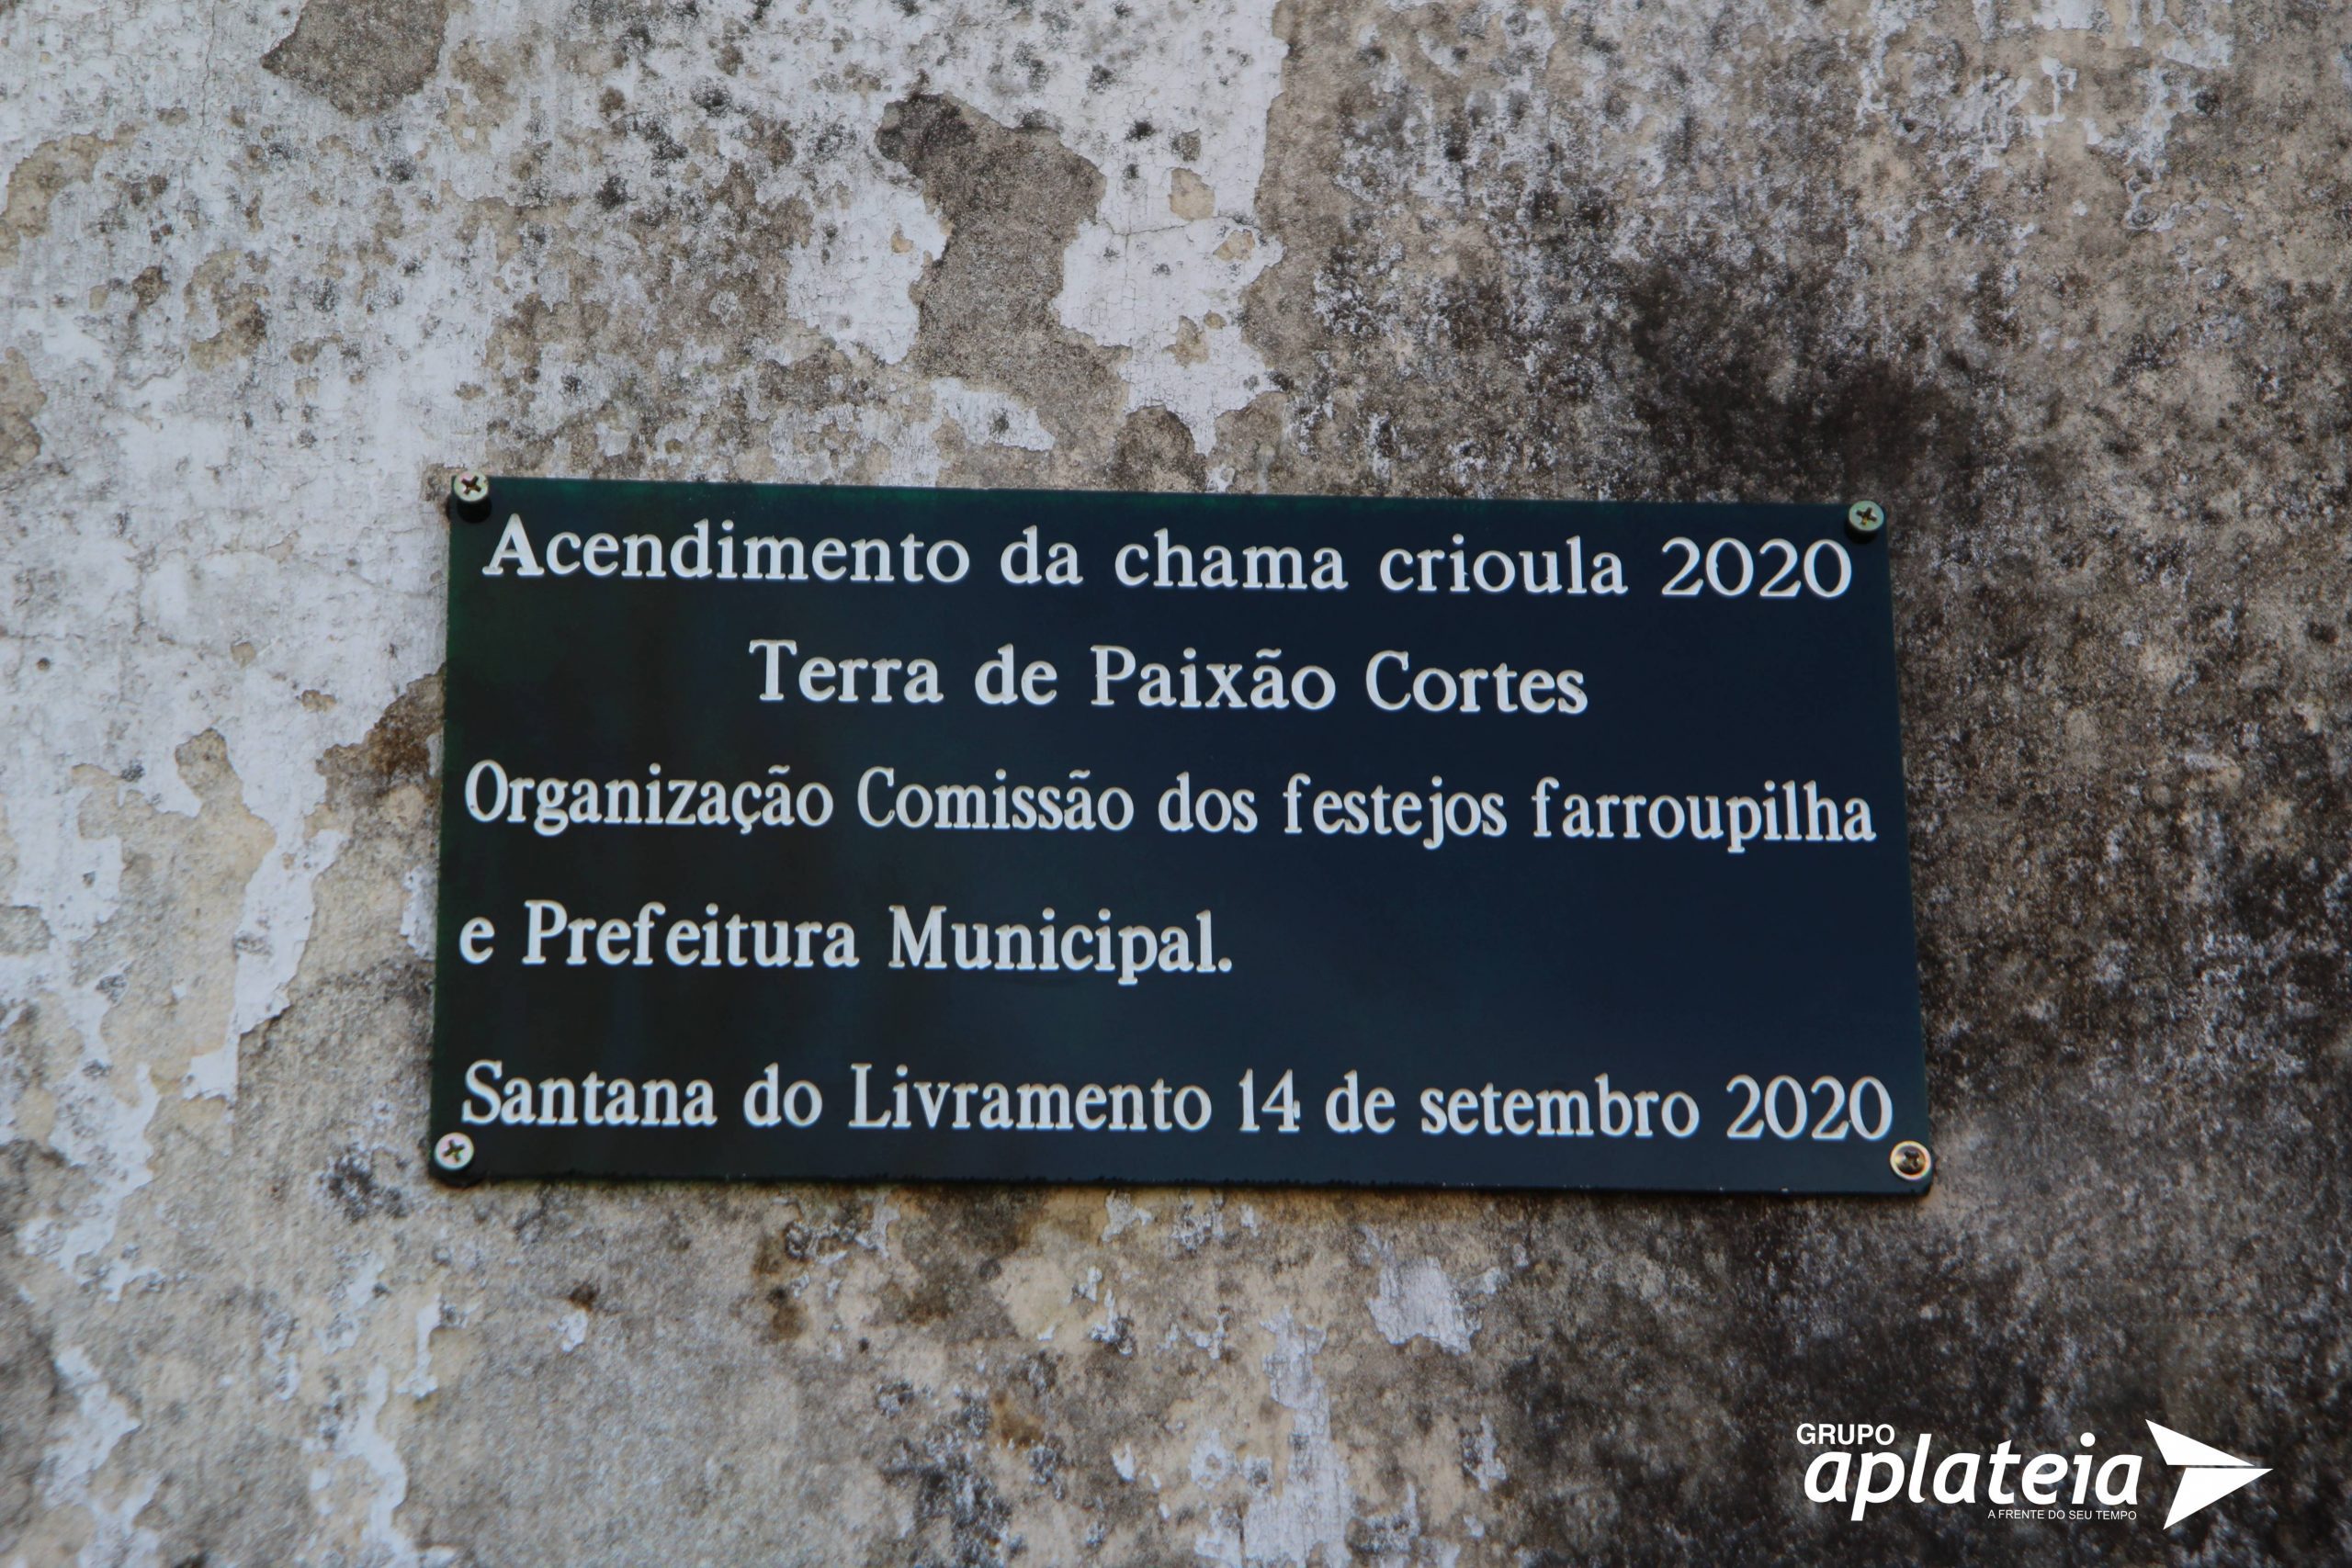 Acendimento da chama crioula 2020
Terra de Paixão Cortes
Organização Comissão dos festejos farroupilha
e Prefeitura Municipal.
Santana do Livramento 14 de setembro 2020
GRUPO
aplateia
A FRENTE DO SEU TEMPO